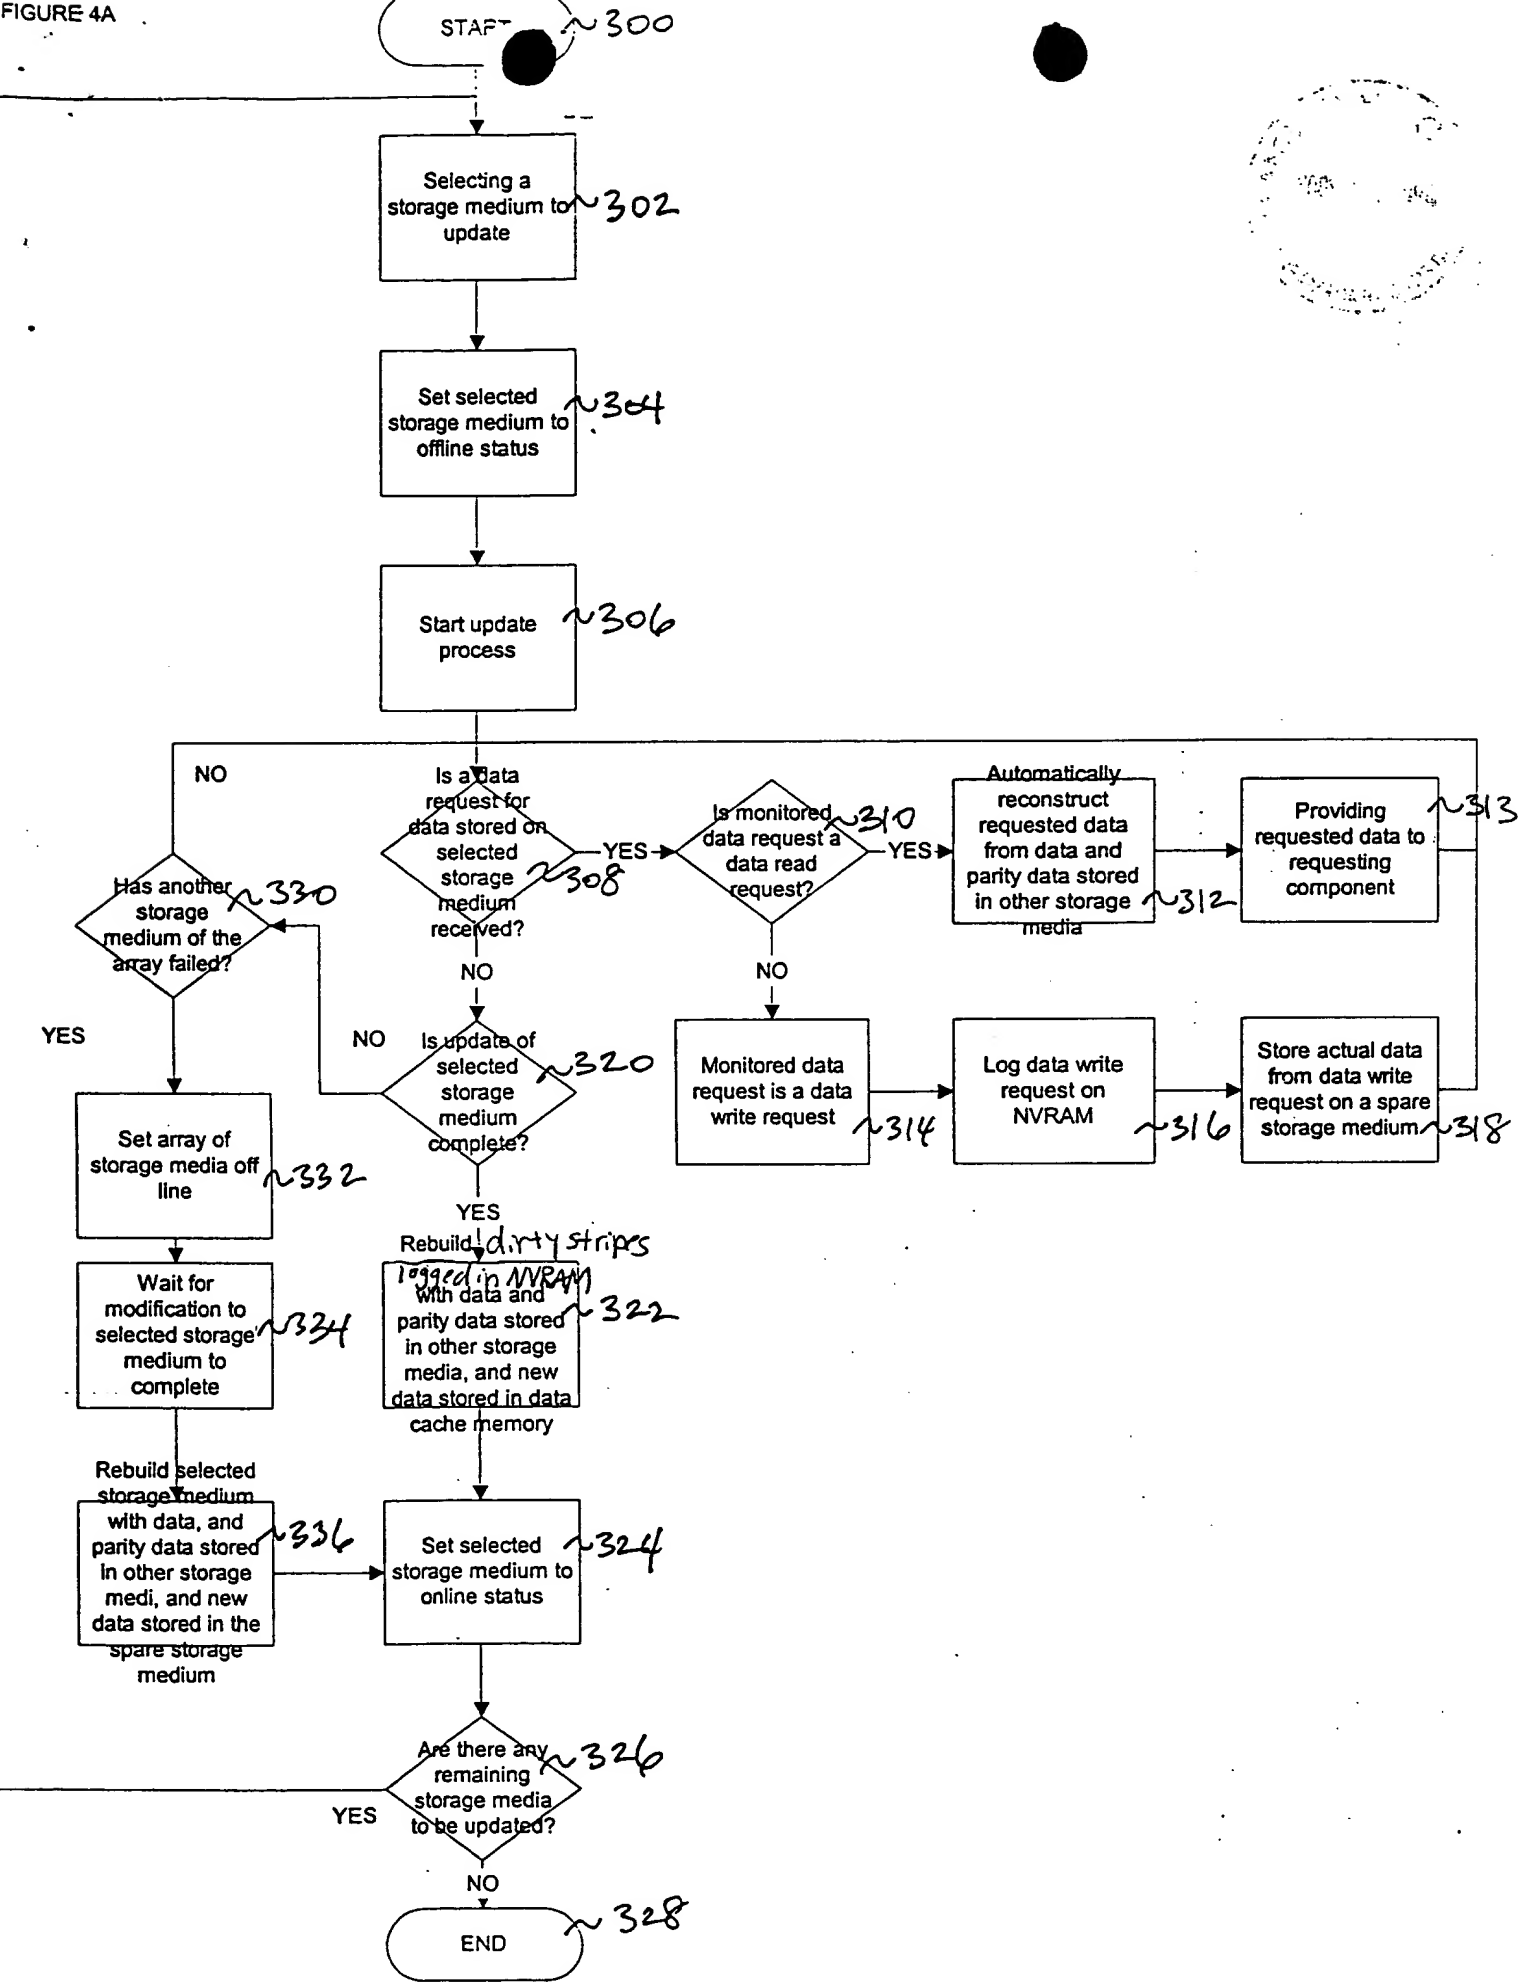 FIGURE 4A
START
300
Selecting a
storage medium to
update
302
Set selected
storage medium to
offline status
304
Start update
process
306
NO
Is a data
request for
data stored on
selected
storage
medium
received?
308
YES
Is monitored
data request a
data read
request?
310
YES
Automatically
reconstruct
requested data
from data and
parity data stored
in other storage
media
312
Providing
requested data to
requesting
component
313
Has another
storage
medium of the
array failed?
330
NO
NO
YES
NO
Is update of
selected
storage
medium
complete?
320
Monitored data
request is a data
write request
314
Log data write
request on
NVRAM
316
Store actual data
from data write
request on a spare
storage medium
318
Set array of
storage media off
line
332
YES
Rebuild dirty stripes
logged in NVRAM
with data and
parity data stored
in other storage
media, and new
data stored in data
cache memory
322
Wait for
modification to
selected storage
medium to
complete
334
Rebuild selected
storage medium
with data, and
parity data stored
in other storage
medi, and new
data stored in the
spare storage
medium
336
Set selected
storage medium to
online status
324
Are there any
remaining
storage media
to be updated?
326
YES
NO
END
328